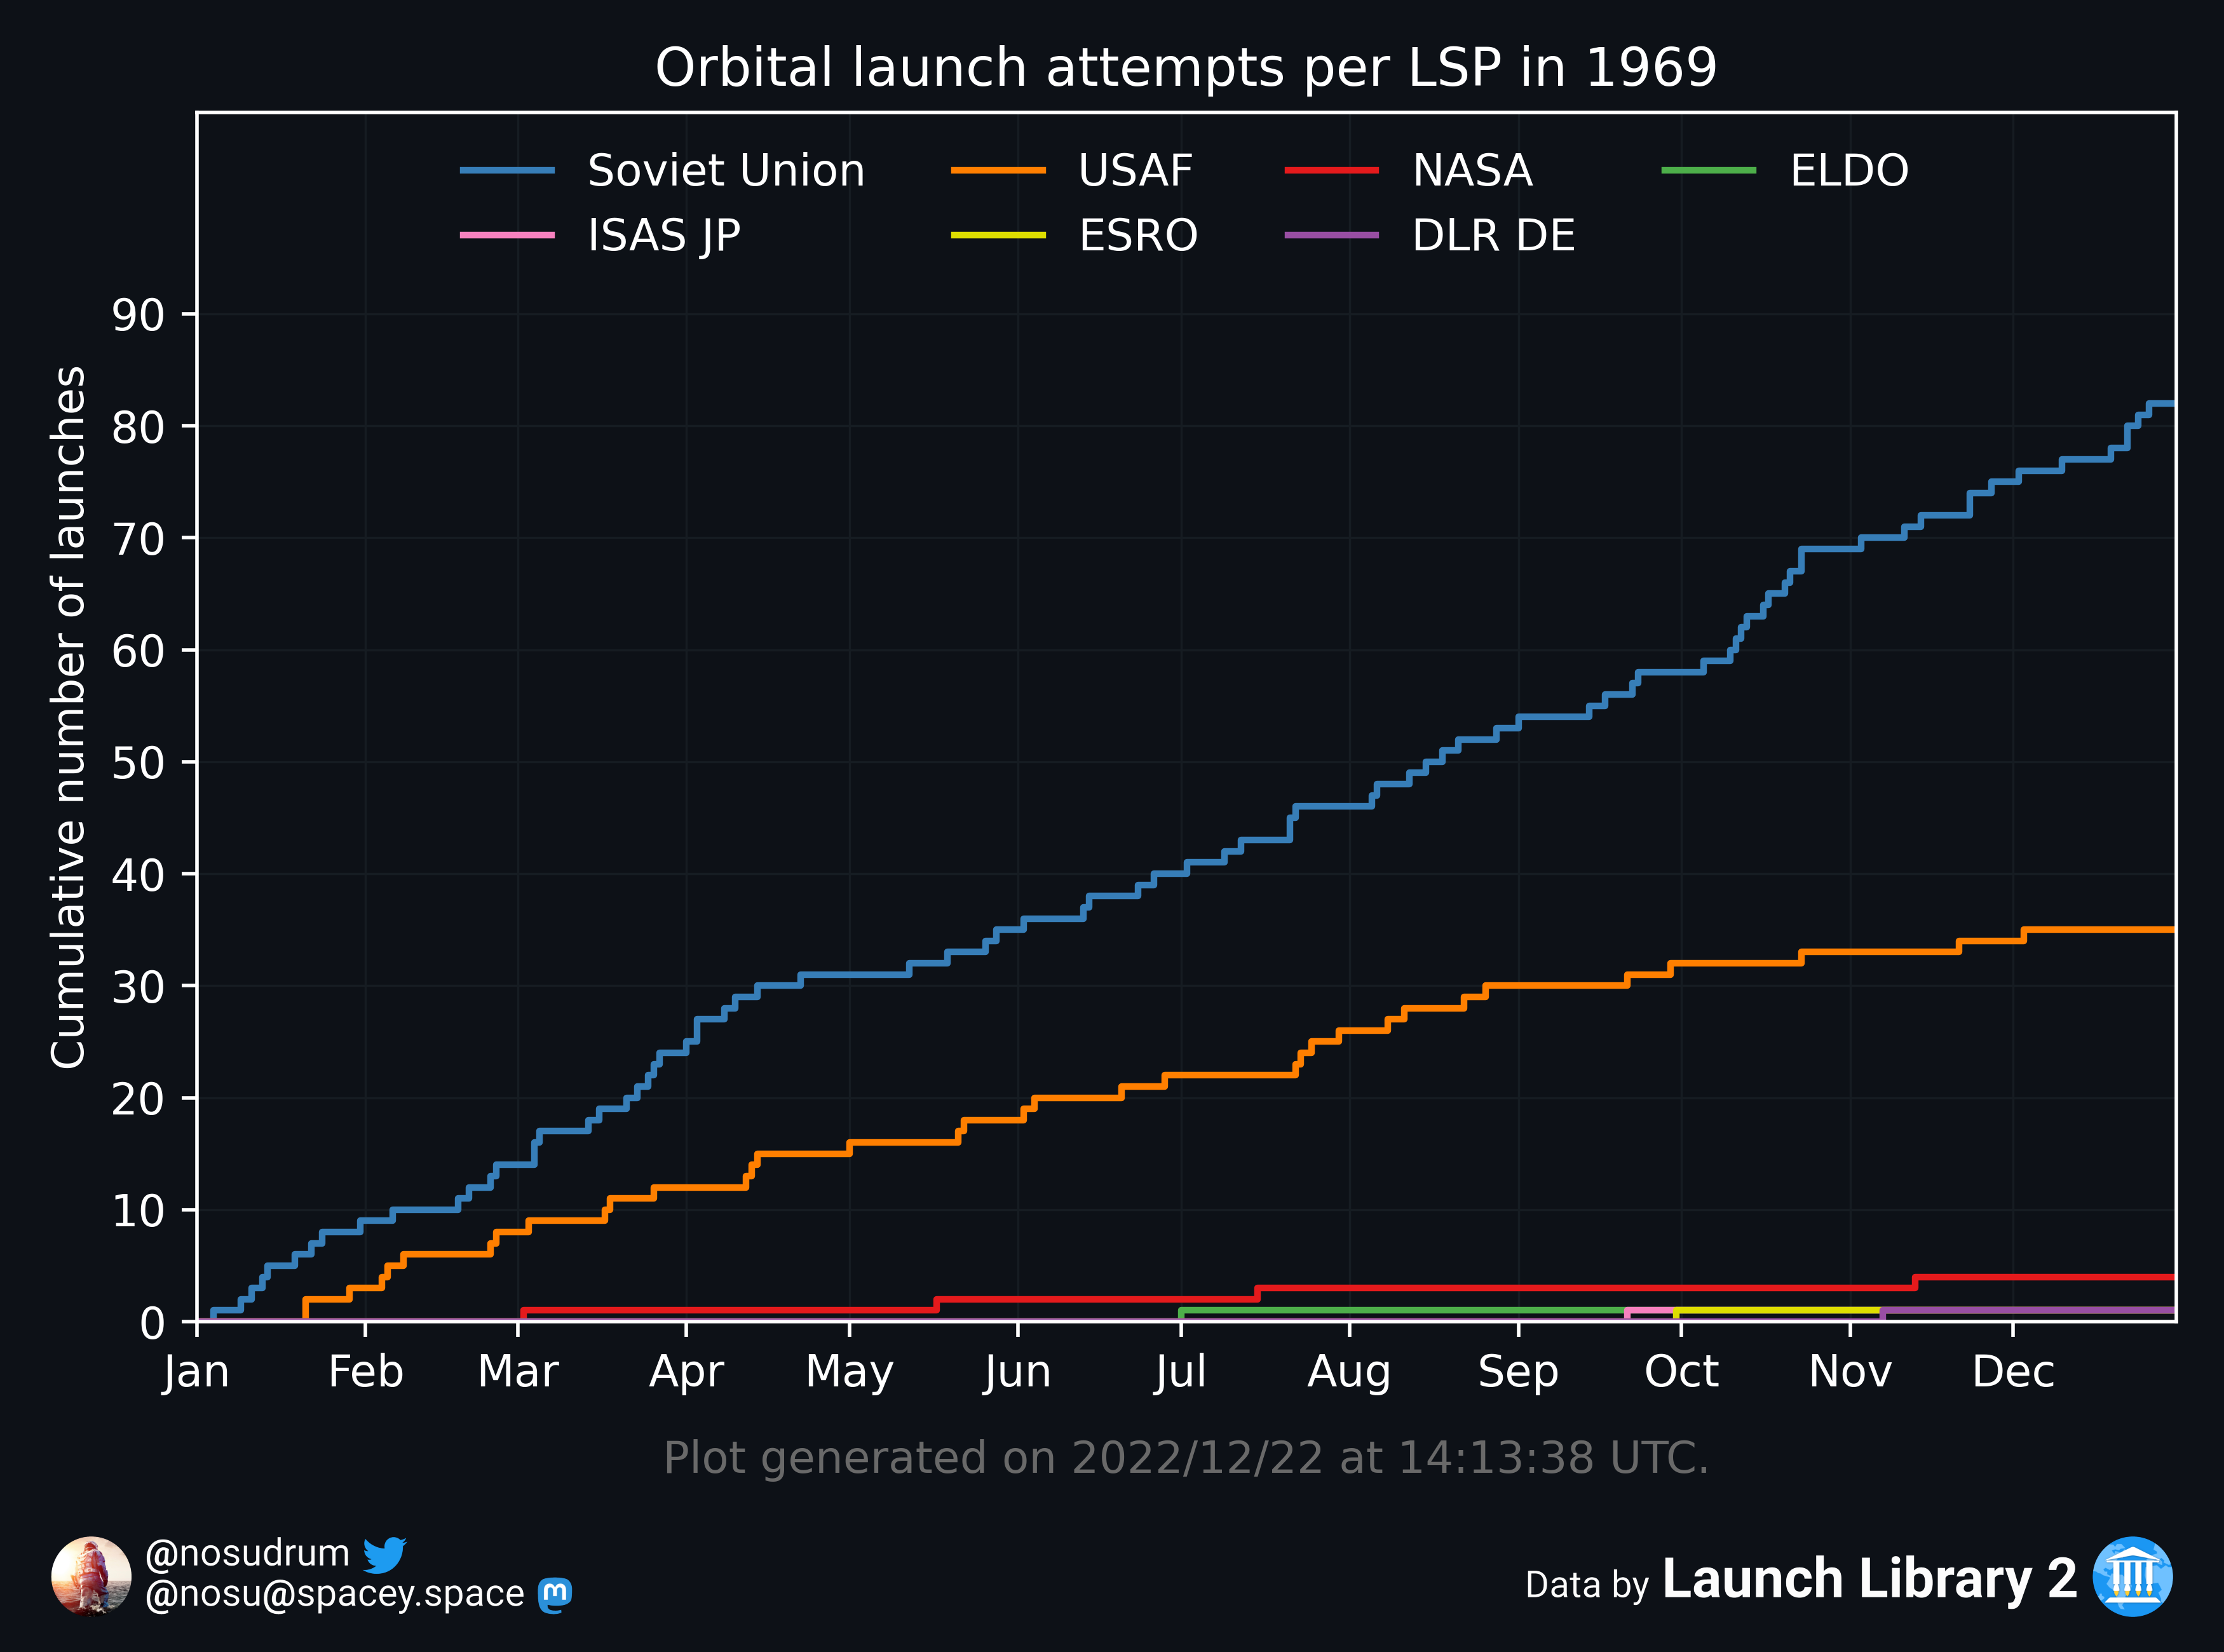 Orbital launch attempts per LSP in 1969
Soviet Union USAF NASA ELDO
ISAS JP ESRO DLR DE
Cumulative number of launches
90
80
70
60
50
40
30
20
10
0
Jan Feb Mar Apr May Jun Jul Aug Sep Oct Nov Dec
Plot generated on 2022/12/22 at 14:13:38 UTC.
@nosudrum
@nosu@spacey.space
Data by Launch Library 2